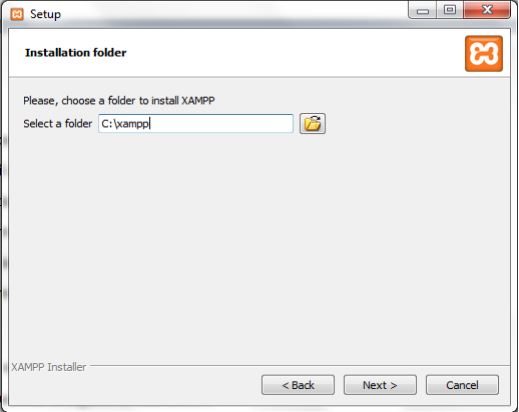 Setup
Installation folder
Please, choose a folder to install XAMPP
Select a folder C:\xampp
XAMPP Installer
< Back Next > Cancel